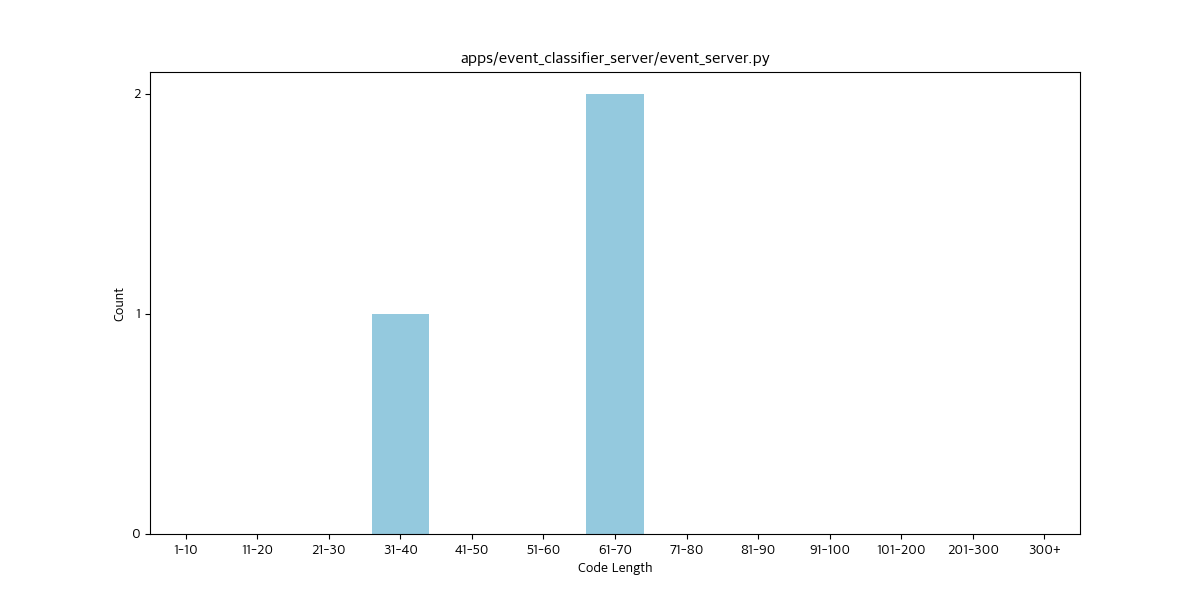 apps/event_classifier_server/event_server.py
2
1
0
Count
1-10 11-20 21-30 31-40 41-50 51-60 61-70 71-80 81-90 91-100 101-200 201-300 300+
Code Length